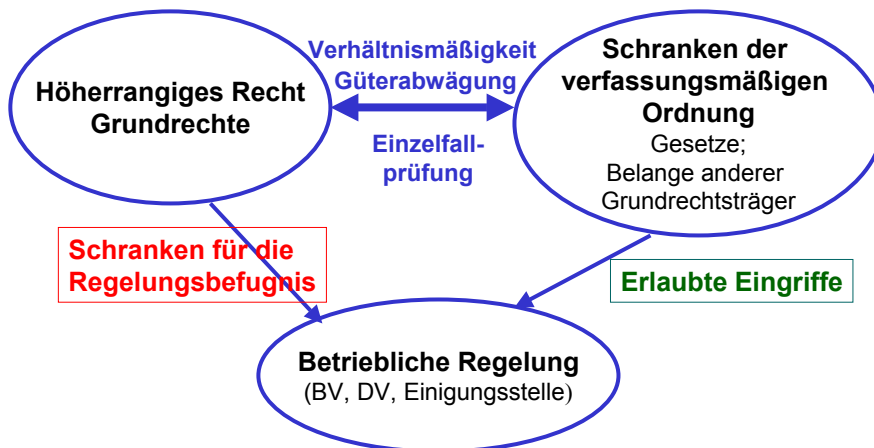 Höherrangiges Recht
Grundrechte
Verhältnismäßigkeit
Güterabwägung
Einzelfall-
prüfung
Schranken der
verfassungsmäßigen
Ordnung
Gesetze;
Belange anderer
Grundrechtsträger
Schranken für die
Regelungsbefugnis
Erlaubte Eingriffe
Betriebliche Regelung
(BV, DV, Einigungsstelle)